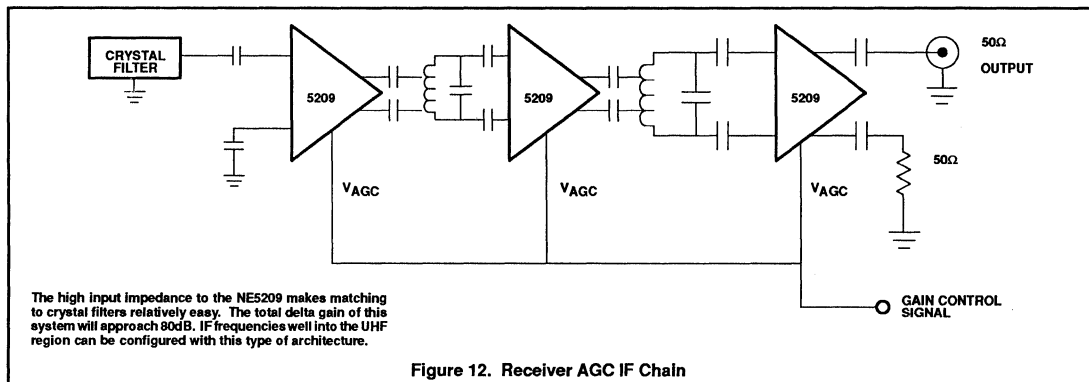 CRYSTAL
FILTER
5209
5209
5209
50Ω
OUTPUT
50Ω
VAGC
VAGC
VAGC
GAIN CONTROL
SIGNAL
The high input impedance to the NE5209 makes matching
to crystal filters relatively easy. The total delta gain of this
system will approach 80dB. IF frequencies well into the UHF
region can be configured with this type of architecture.
Figure 12. Receiver AGC IF Chain